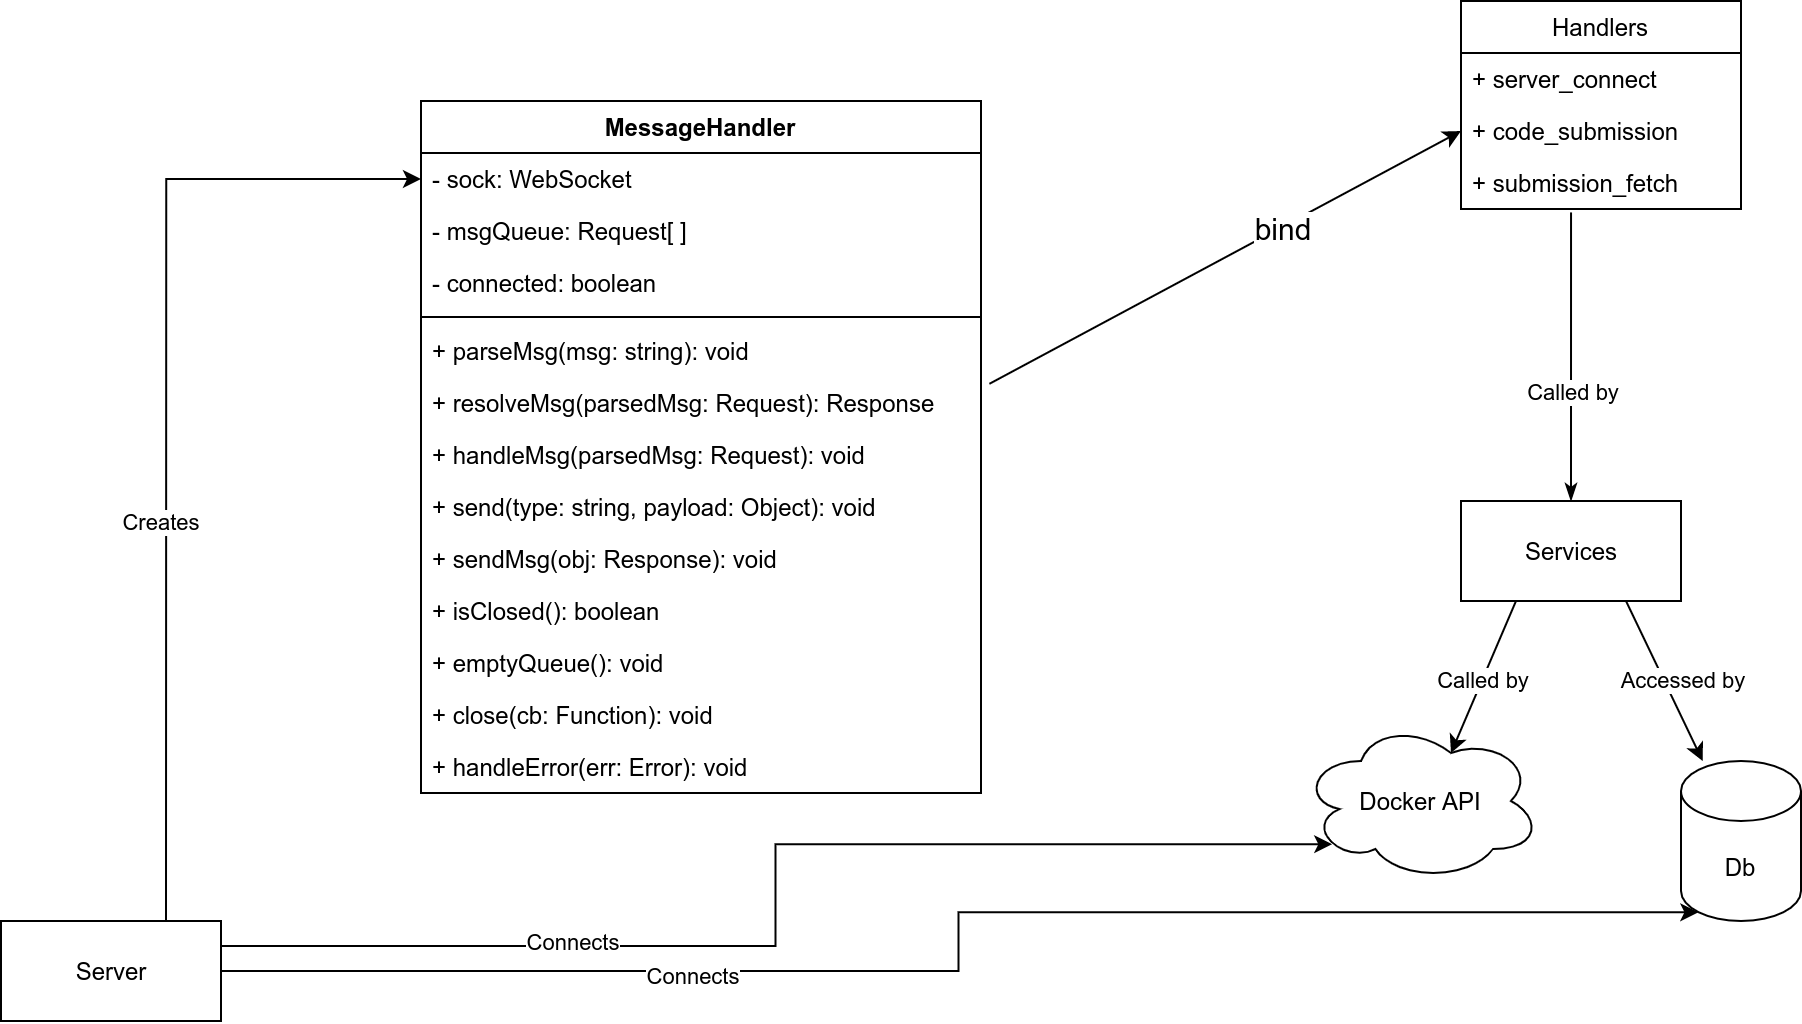 Handlers
+ server_connect
+ code_submission
+ submission_fetch
MessageHandler
- sock: WebSocket
- msgQueue: Request[ ]
- connected: boolean
+ parseMsg(msg: string): void
+ resolveMsg(parsedMsg: Request): Response
+ handleMsg(parsedMsg: Request): void
+ send(type: string, payload: Object): void
+ sendMsg(obj: Response): void
+ isClosed(): boolean
+ emptyQueue(): void
+ close(cb: Function): void
+ handleError(err: Error): void
bind
Called by
Creates
Services
Called by
Accessed by
Docker API
Db
Connects
Connects
Server